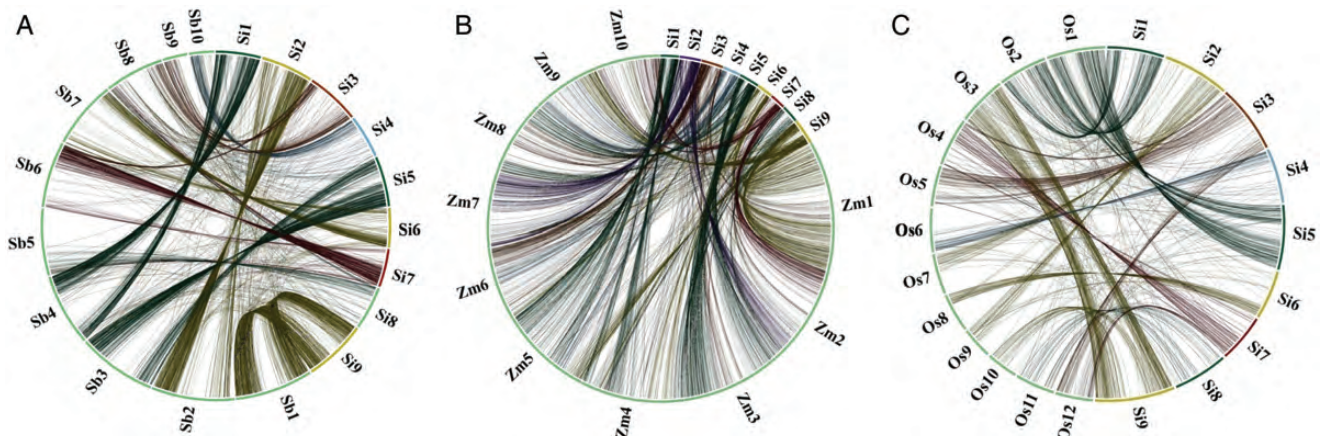 A
Sb10
Sb9
Sb8
Sb7
Sb6
Sb5
Sb4
Sb3
Sb2
Sb1
Si1
Si2
Si3
Si4
Si5
Si6
Si7
Si8
Si9
B
Zm10
Zm9
Zm8
Zm7
Zm6
Zm5
Zm4
Zm3
Zm2
Zm1
Si1
Si2
Si3
Si4
Si5
Si6
Si7
Si8
Si9
C
Os1
Os2
Os3
Os4
Os5
Os6
Os7
Os8
Os9
Os10
Os11
Os12
Si1
Si2
Si3
Si4
Si5
Si6
Si7
Si8
Si9